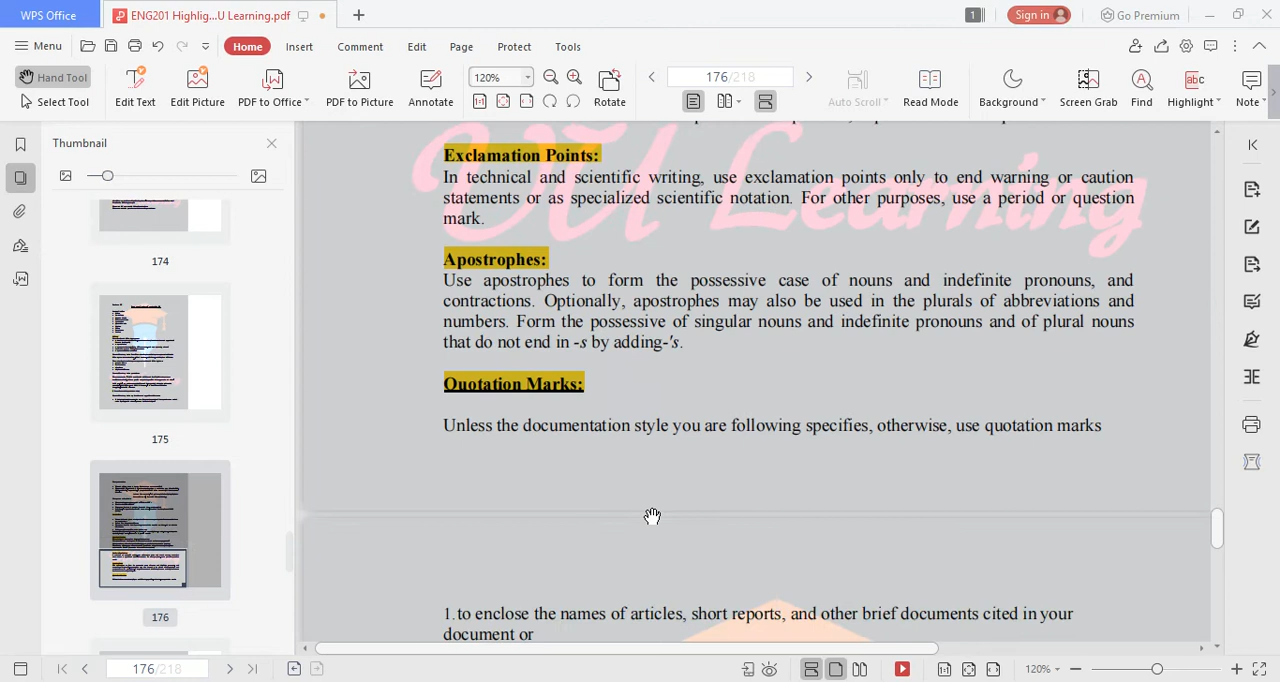 WPS Office
ENG201 Highlig...U Learning.pdf
1
Sign in
Go Premium
Menu
Home
Insert
Comment
Edit
Page
Protect
Tools
Hand Tool
Select Tool
Edit Text
Edit Picture
PDF to Office
PDF to Picture
Annotate
120%
Rotate
176/218
Auto Scroll
Read Mode
Background
Screen Grab
Find
Highlight
Note
Thumbnail
174
175
176
VU Learning
Exclamation Points:
In technical and scientific writing, use exclamation points only to end warning or caution
statements or as specialized scientific notation. For other purposes, use a period or question
mark.
Apostrophes:
Use apostrophes to form the possessive case of nouns and indefinite pronouns, and
contractions. Optionally, apostrophes may also be used in the plurals of abbreviations and
numbers. Form the possessive of singular nouns and indefinite pronouns and of plural nouns
that do not end in -s by adding-'s.
Quotation Marks:
Unless the documentation style you are following specifies, otherwise, use quotation marks
1.to enclose the names of articles, short reports, and other brief documents cited in your
document or
176/218
120%